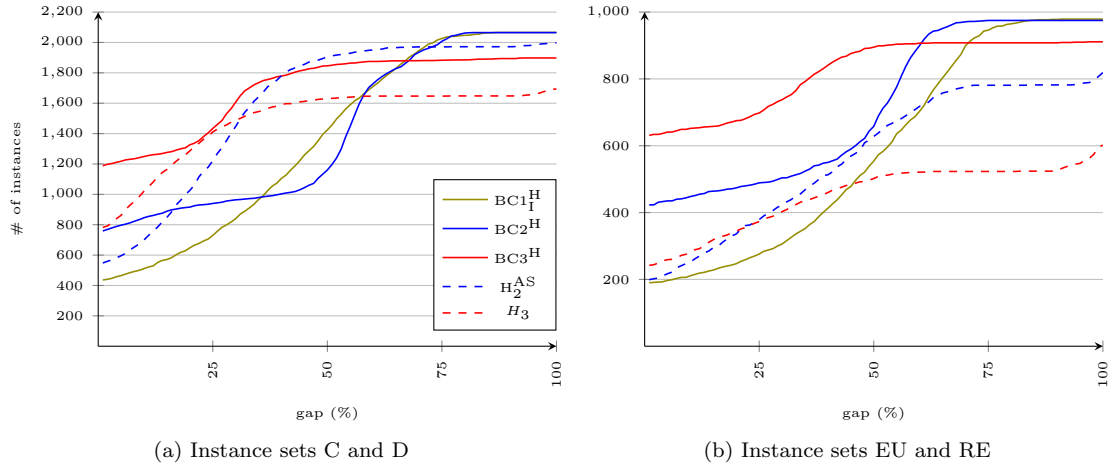 # of instances
2,200
2,000
1,800
1,600
1,400
1,200
1,000
800
600
400
200
25
50
75
100
gap (%)
BC1_I^H
BC2^H
BC3^H
H_2^AS
H_3
(a) Instance sets C and D
1,000
800
600
400
200
25
50
75
100
gap (%)
(b) Instance sets EU and RE